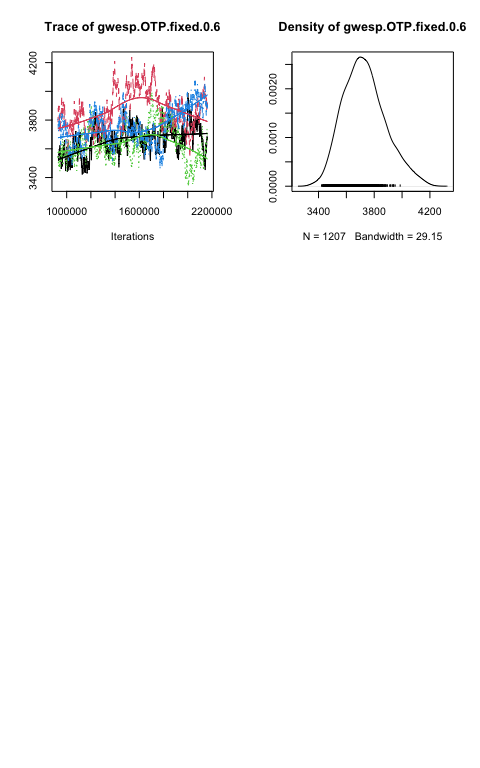 Trace of gwesp.OTP.fixed.0.6
4200
3800
3400
1000000 1600000 2200000
Iterations
Density of gwesp.OTP.fixed.0.6
0.0020
0.0010
0.0000
3400 3800 4200
N = 1207 Bandwidth = 29.15